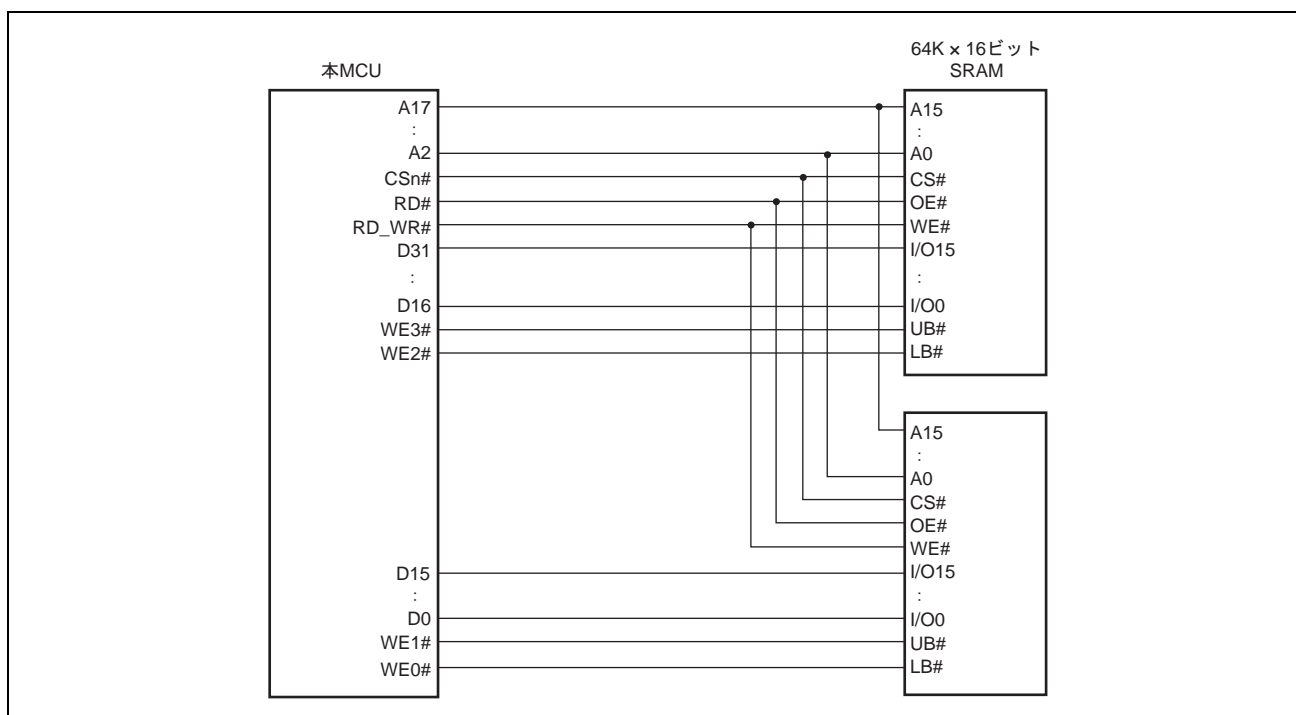 本MCU
A17
:
A2
CSn#
RD#
RD_WR#
D31
:
D16
WE3#
WE2#
D15
:
D0
WE1#
WE0#
64K × 16ビット
SRAM
A15
:
A0
CS#
OE#
WE#
I/O15
:
I/O0
UB#
LB#
A15
:
A0
CS#
OE#
WE#
I/O15
:
I/O0
UB#
LB#